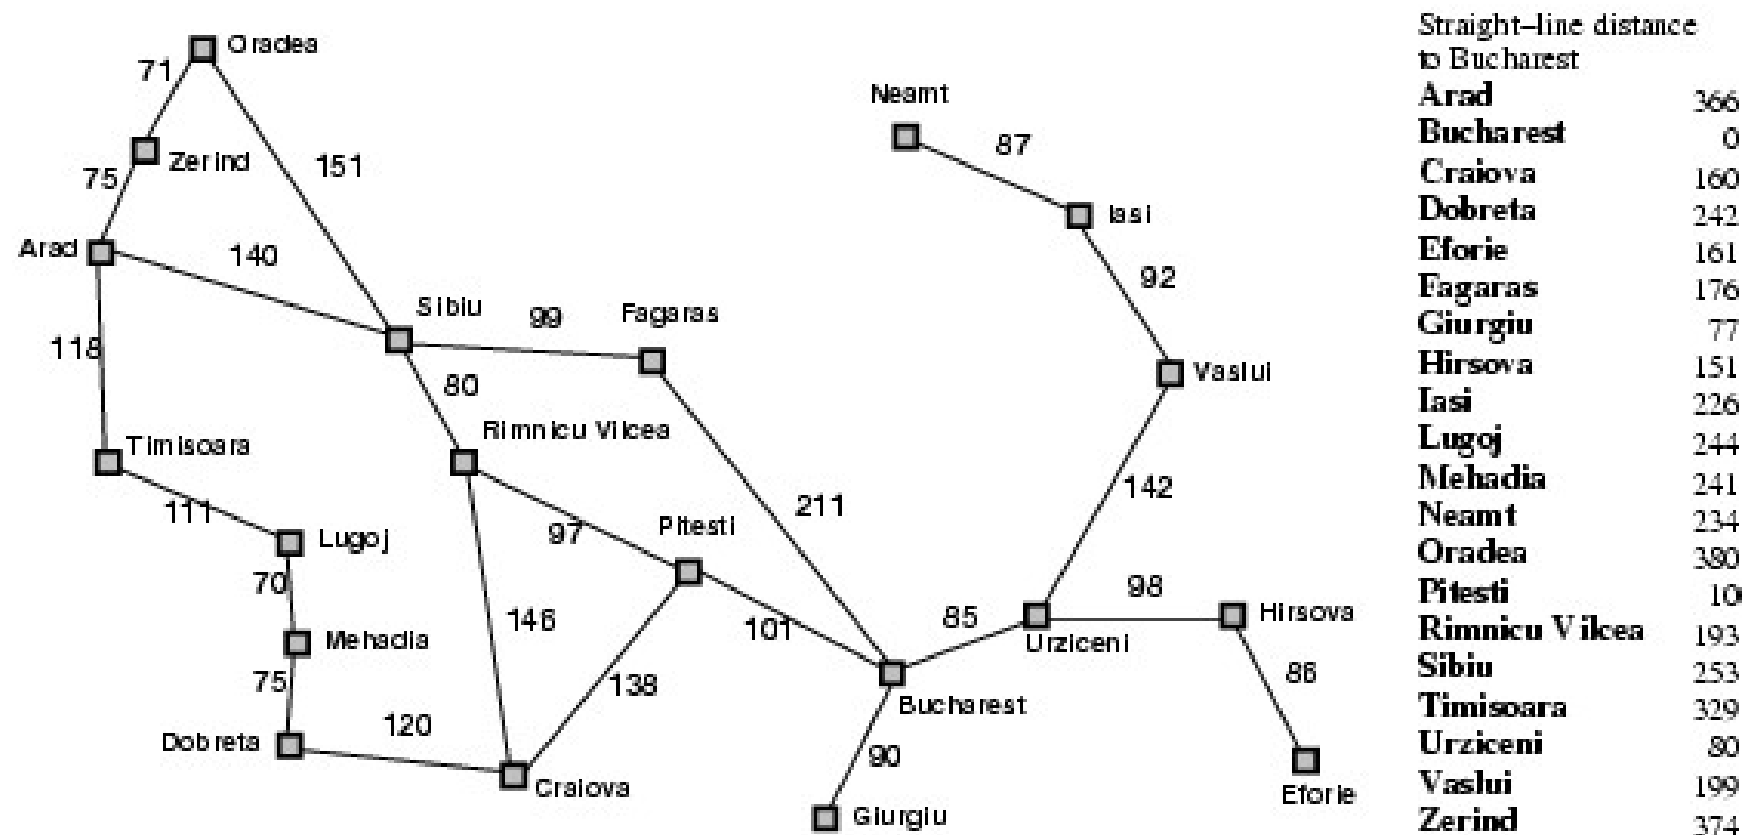 Oradea
71
Neamt
87
Zerind
151
75
Iasi
Arad
140
92
Sibiu
99
Fagaras
118
80
Vaslui
Rimnicu Vilcea
Timisoara
142
111
211
Lugoj
97
Pitesti
70
98
146
101
85
Hirsova
Mehadia
Urziceni
138
86
75
Bucharest
120
Dobreta
90
Craiova
Eforie
Giurgiu
Straight–line distance
to Bucharest
Arad 366
Bucharest 0
Craiova 160
Dobreta 242
Eforie 161
Fagaras 176
Giurgiu 77
Hirsova 151
Iasi 226
Lugoj 244
Mehadia 241
Neamt 234
Oradea 380
Pitesti 10
Rimnicu Vilcea 193
Sibiu 253
Timisoara 329
Urziceni 80
Vaslui 199
Zerind 374